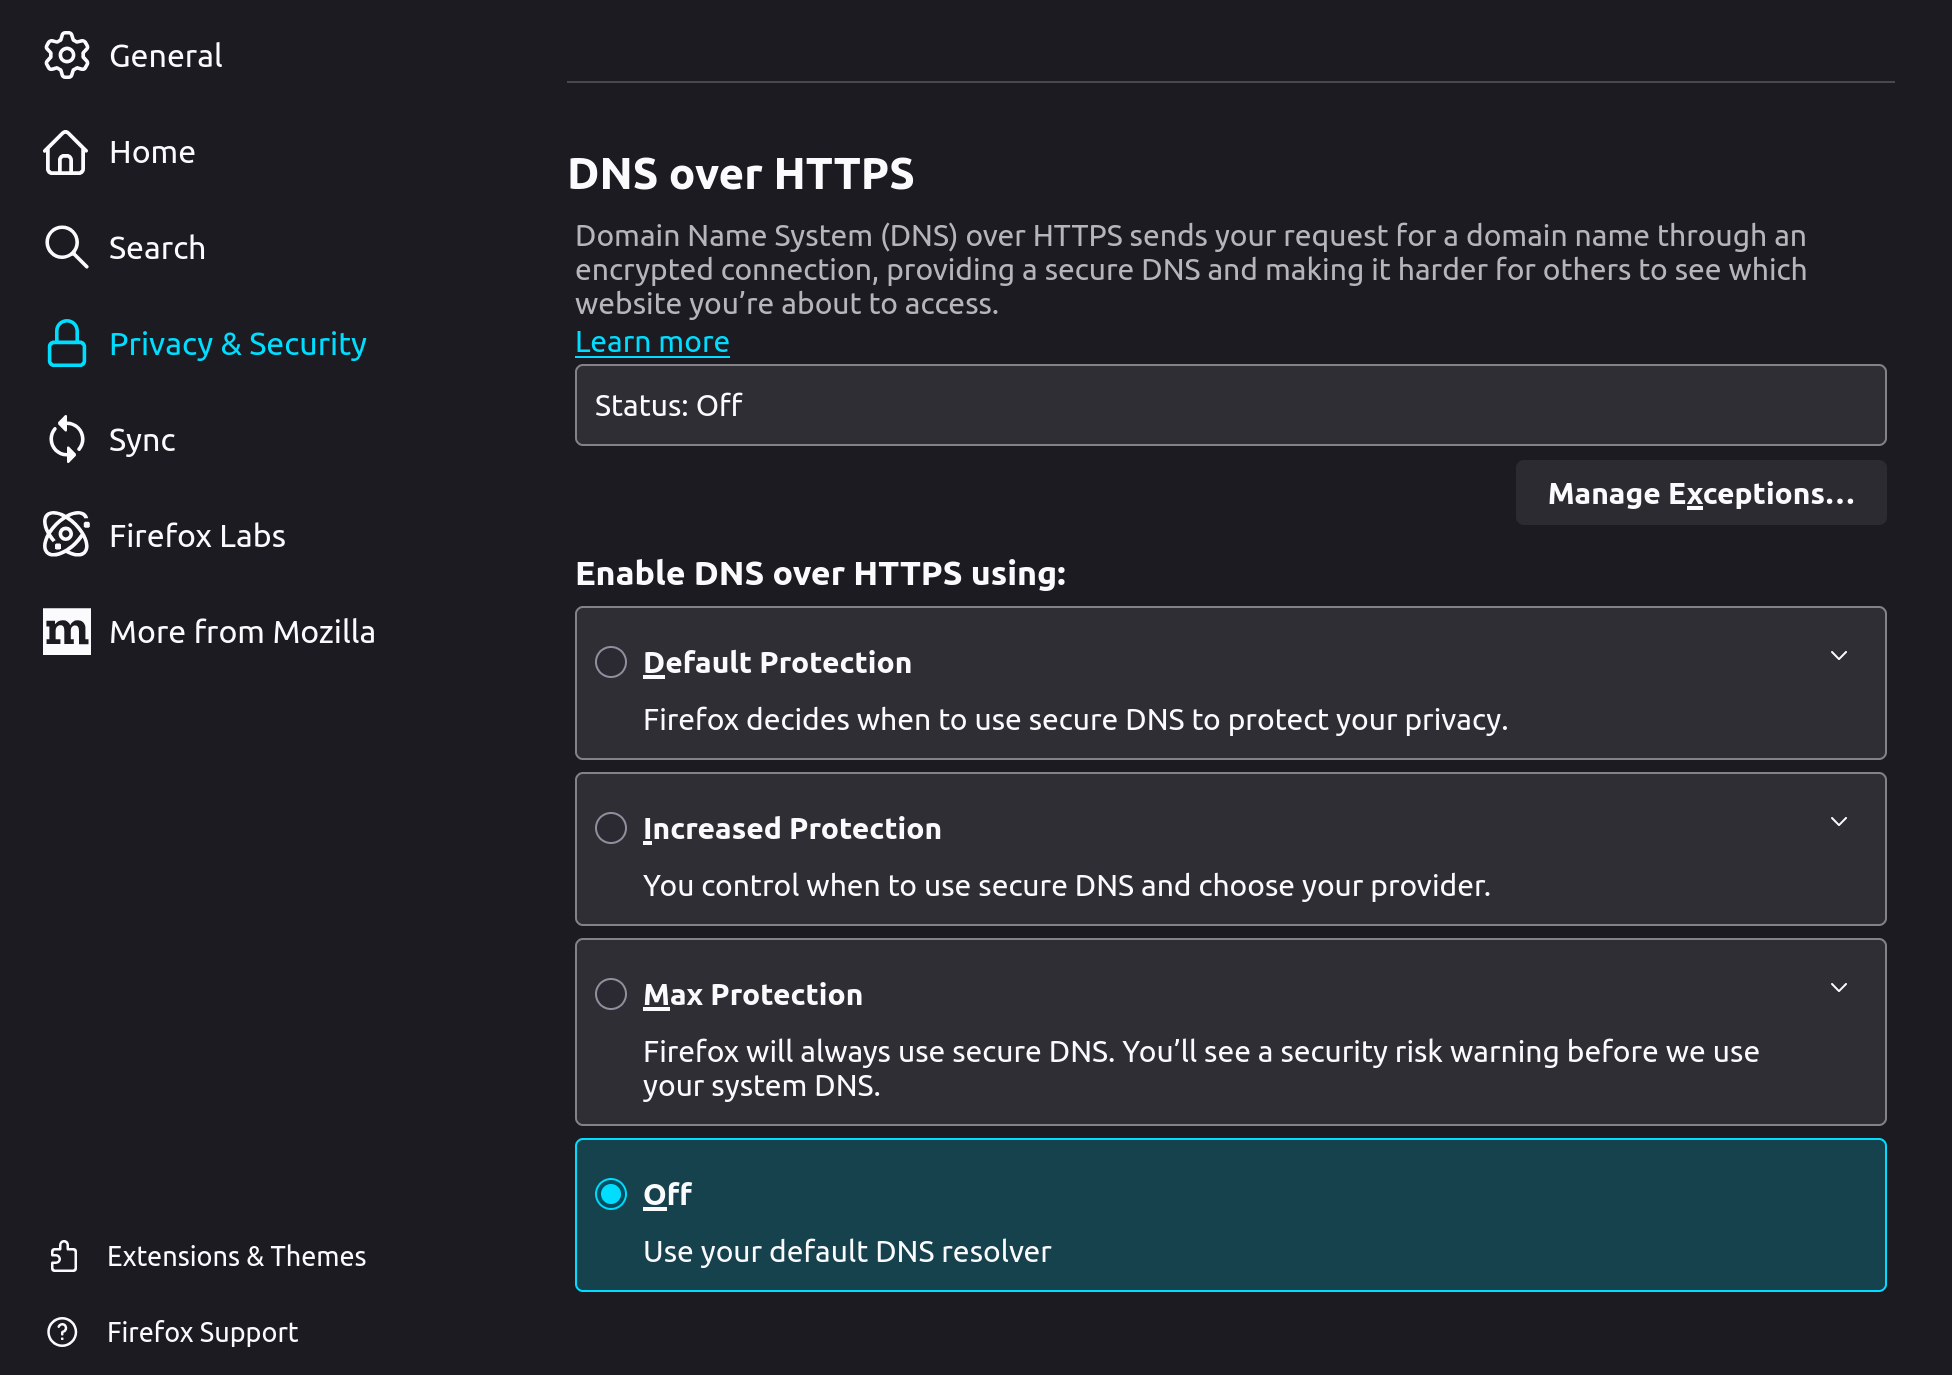 General
Home
Search
Privacy & Security
Sync
Firefox Labs
m More from Mozilla
Extensions & Themes
Firefox Support
DNS over HTTPS
Domain Name System (DNS) over HTTPS sends your request for a domain name through an
encrypted connection, providing a secure DNS and making it harder for others to see which
website you’re about to access.
Learn more
Status: Off
Manage Exceptions…
Enable DNS over HTTPS using:
Default Protection
Firefox decides when to use secure DNS to protect your privacy.
Increased Protection
You control when to use secure DNS and choose your provider.
Max Protection
Firefox will always use secure DNS. You’ll see a security risk warning before we use
your system DNS.
Off
Use your default DNS resolver